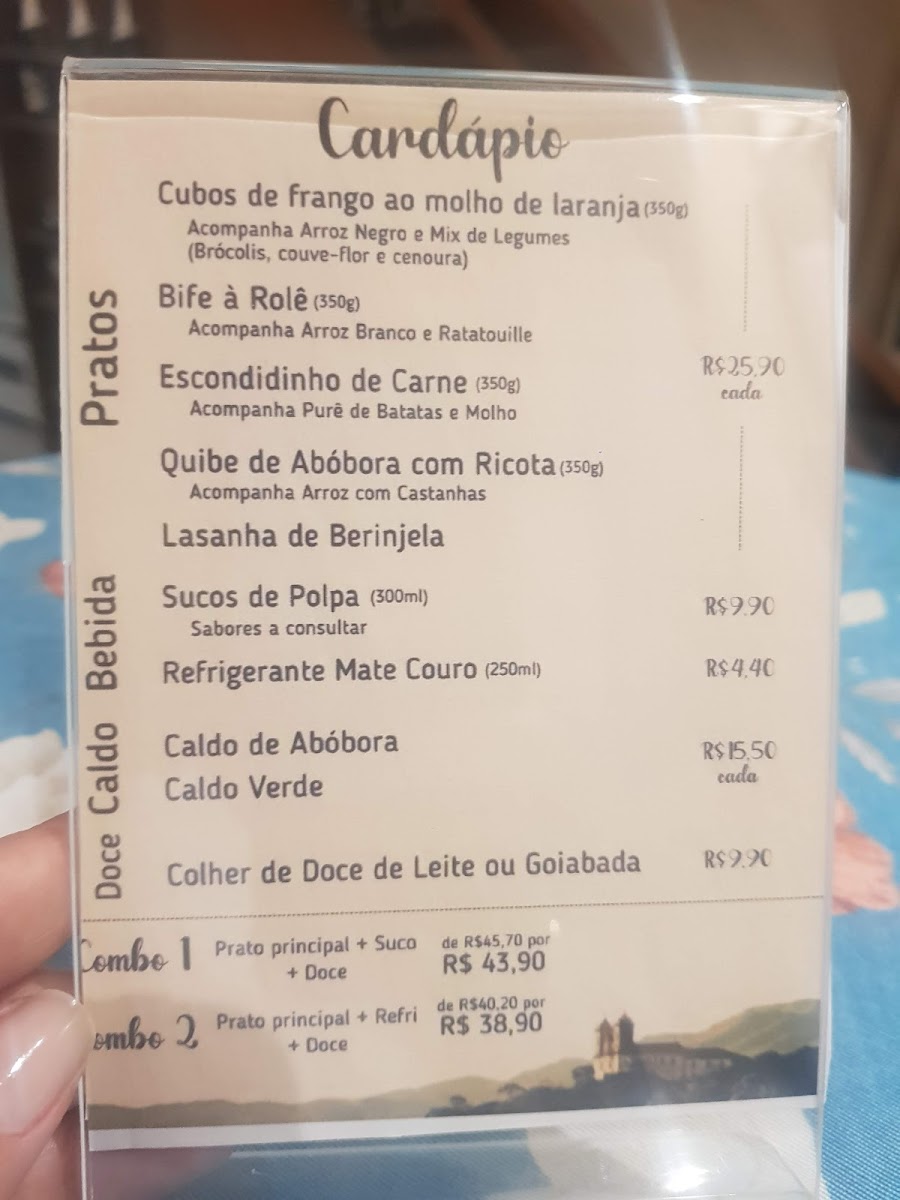 Cardápio
Pratos
Cubos de frango ao molho de laranja (350g)
Acompanha Arroz Negro e Mix de Legumes
(Brócolis, couve-flor e cenoura)
Bife à Rolê (350g)
Acompanha Arroz Branco e Ratatouille
Escondidinho de Carne (350g)
Acompanha Purê de Batatas e Molho
R$25,90
cada
Quibe de Abóbora com Ricota (350g)
Acompanha Arroz com Castanhas
Lasanha de Berinjela
Bebida
Sucos de Polpa (300ml) R$9,90
Sabores a consultar
Refrigerante Mate Couro (250ml) R$4,40
Caldo
Caldo de Abóbora
Caldo Verde
R$15,50
cada
Doce
Colher de Doce de Leite ou Goiabada R$9,90
Combo 1 Prato principal + Suco
+ Doce
de R$45,70 por
R$ 43,90
ombo 2 Prato principal + Refri
+ Doce
de R$40,20 por
R$ 38,90